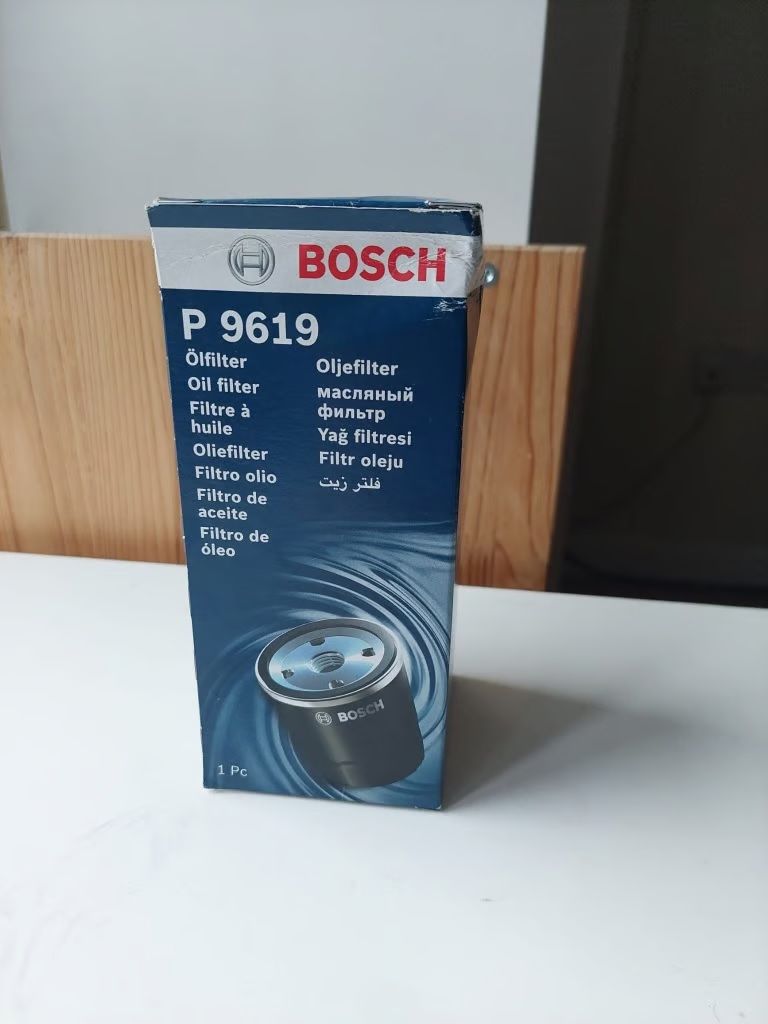 BOSCH
P 9619
Ölfilter
Oil filter
Filtre à
huile
Oliefilter
Filtro olio
Filtro de
aceite
Filtro de
óleo
Oljefilter
масляный
фильтр
Yağ filtresi
Filtr oleju
فلتر زيت
BOSCH
1 Pc